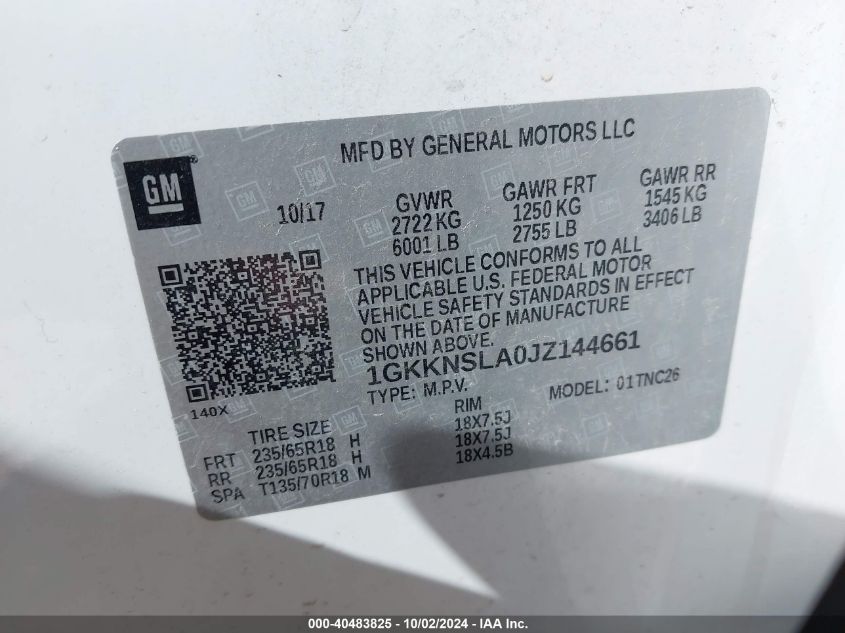 MFD BY GENERAL MOTORS LLC
GM
10/17
GVWR
2722 KG
6001 LB
GAWR FRT
1250 KG
2755 LB
GAWR RR
1545 KG
3406 LB
THIS VEHICLE CONFORMS TO ALL
APPLICABLE U.S. FEDERAL MOTOR
VEHICLE SAFETY STANDARDS IN EFFECT
ON THE DATE OF MANUFACTURE
SHOWN ABOVE.
1GKKNSLA0JZ144661
TYPE: M.P.V.
MODEL: 01TNC26
140X
TIRE SIZE
RIM
FRT 235/65R18 H 18X7.5J
RR 235/65R18 H 18X7.5J
SPA T135/70R18 M 18X4.5B
000-40483825 - 10/02/2024 - IAA Inc.